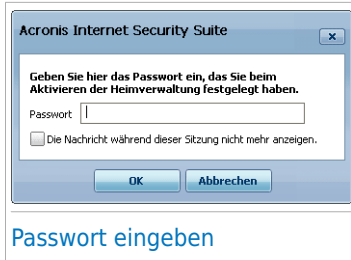 Acronis Internet Security Suite
Geben Sie hier das Passwort ein, das Sie beim
Aktivieren der Heimverwaltung festgelegt haben.
Passwort
Die Nachricht während dieser Sitzung nicht mehr anzeigen.
OK Abbrechen
Passwort eingeben